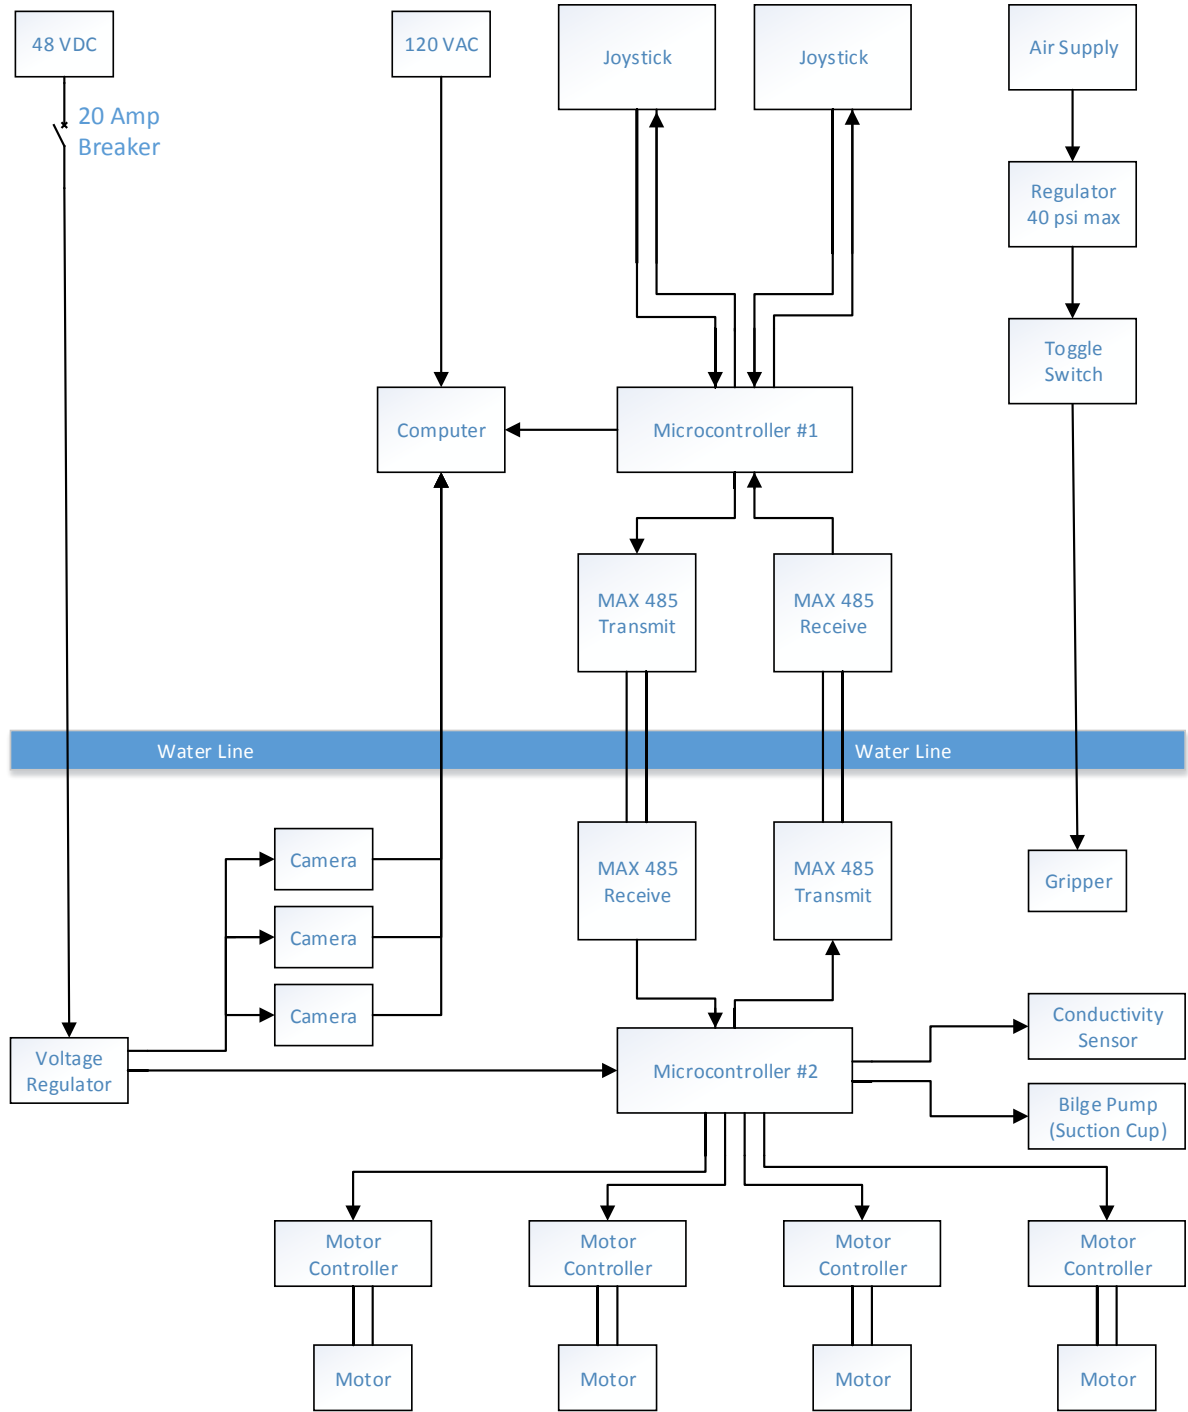 48 VDC
120 VAC
Joystick
Joystick
Air Supply
20 Amp
Breaker
Regulator
40 psi max
Toggle
Switch
Computer
Microcontroller #1
MAX 485
Transmit
MAX 485
Receive
Water Line
Water Line
Camera
Camera
Camera
MAX 485
Receive
MAX 485
Transmit
Gripper
Voltage
Regulator
Microcontroller #2
Conductivity
Sensor
Bilge Pump
(Suction Cup)
Motor
Controller
Motor
Controller
Motor
Controller
Motor
Controller
Motor
Motor
Motor
Motor